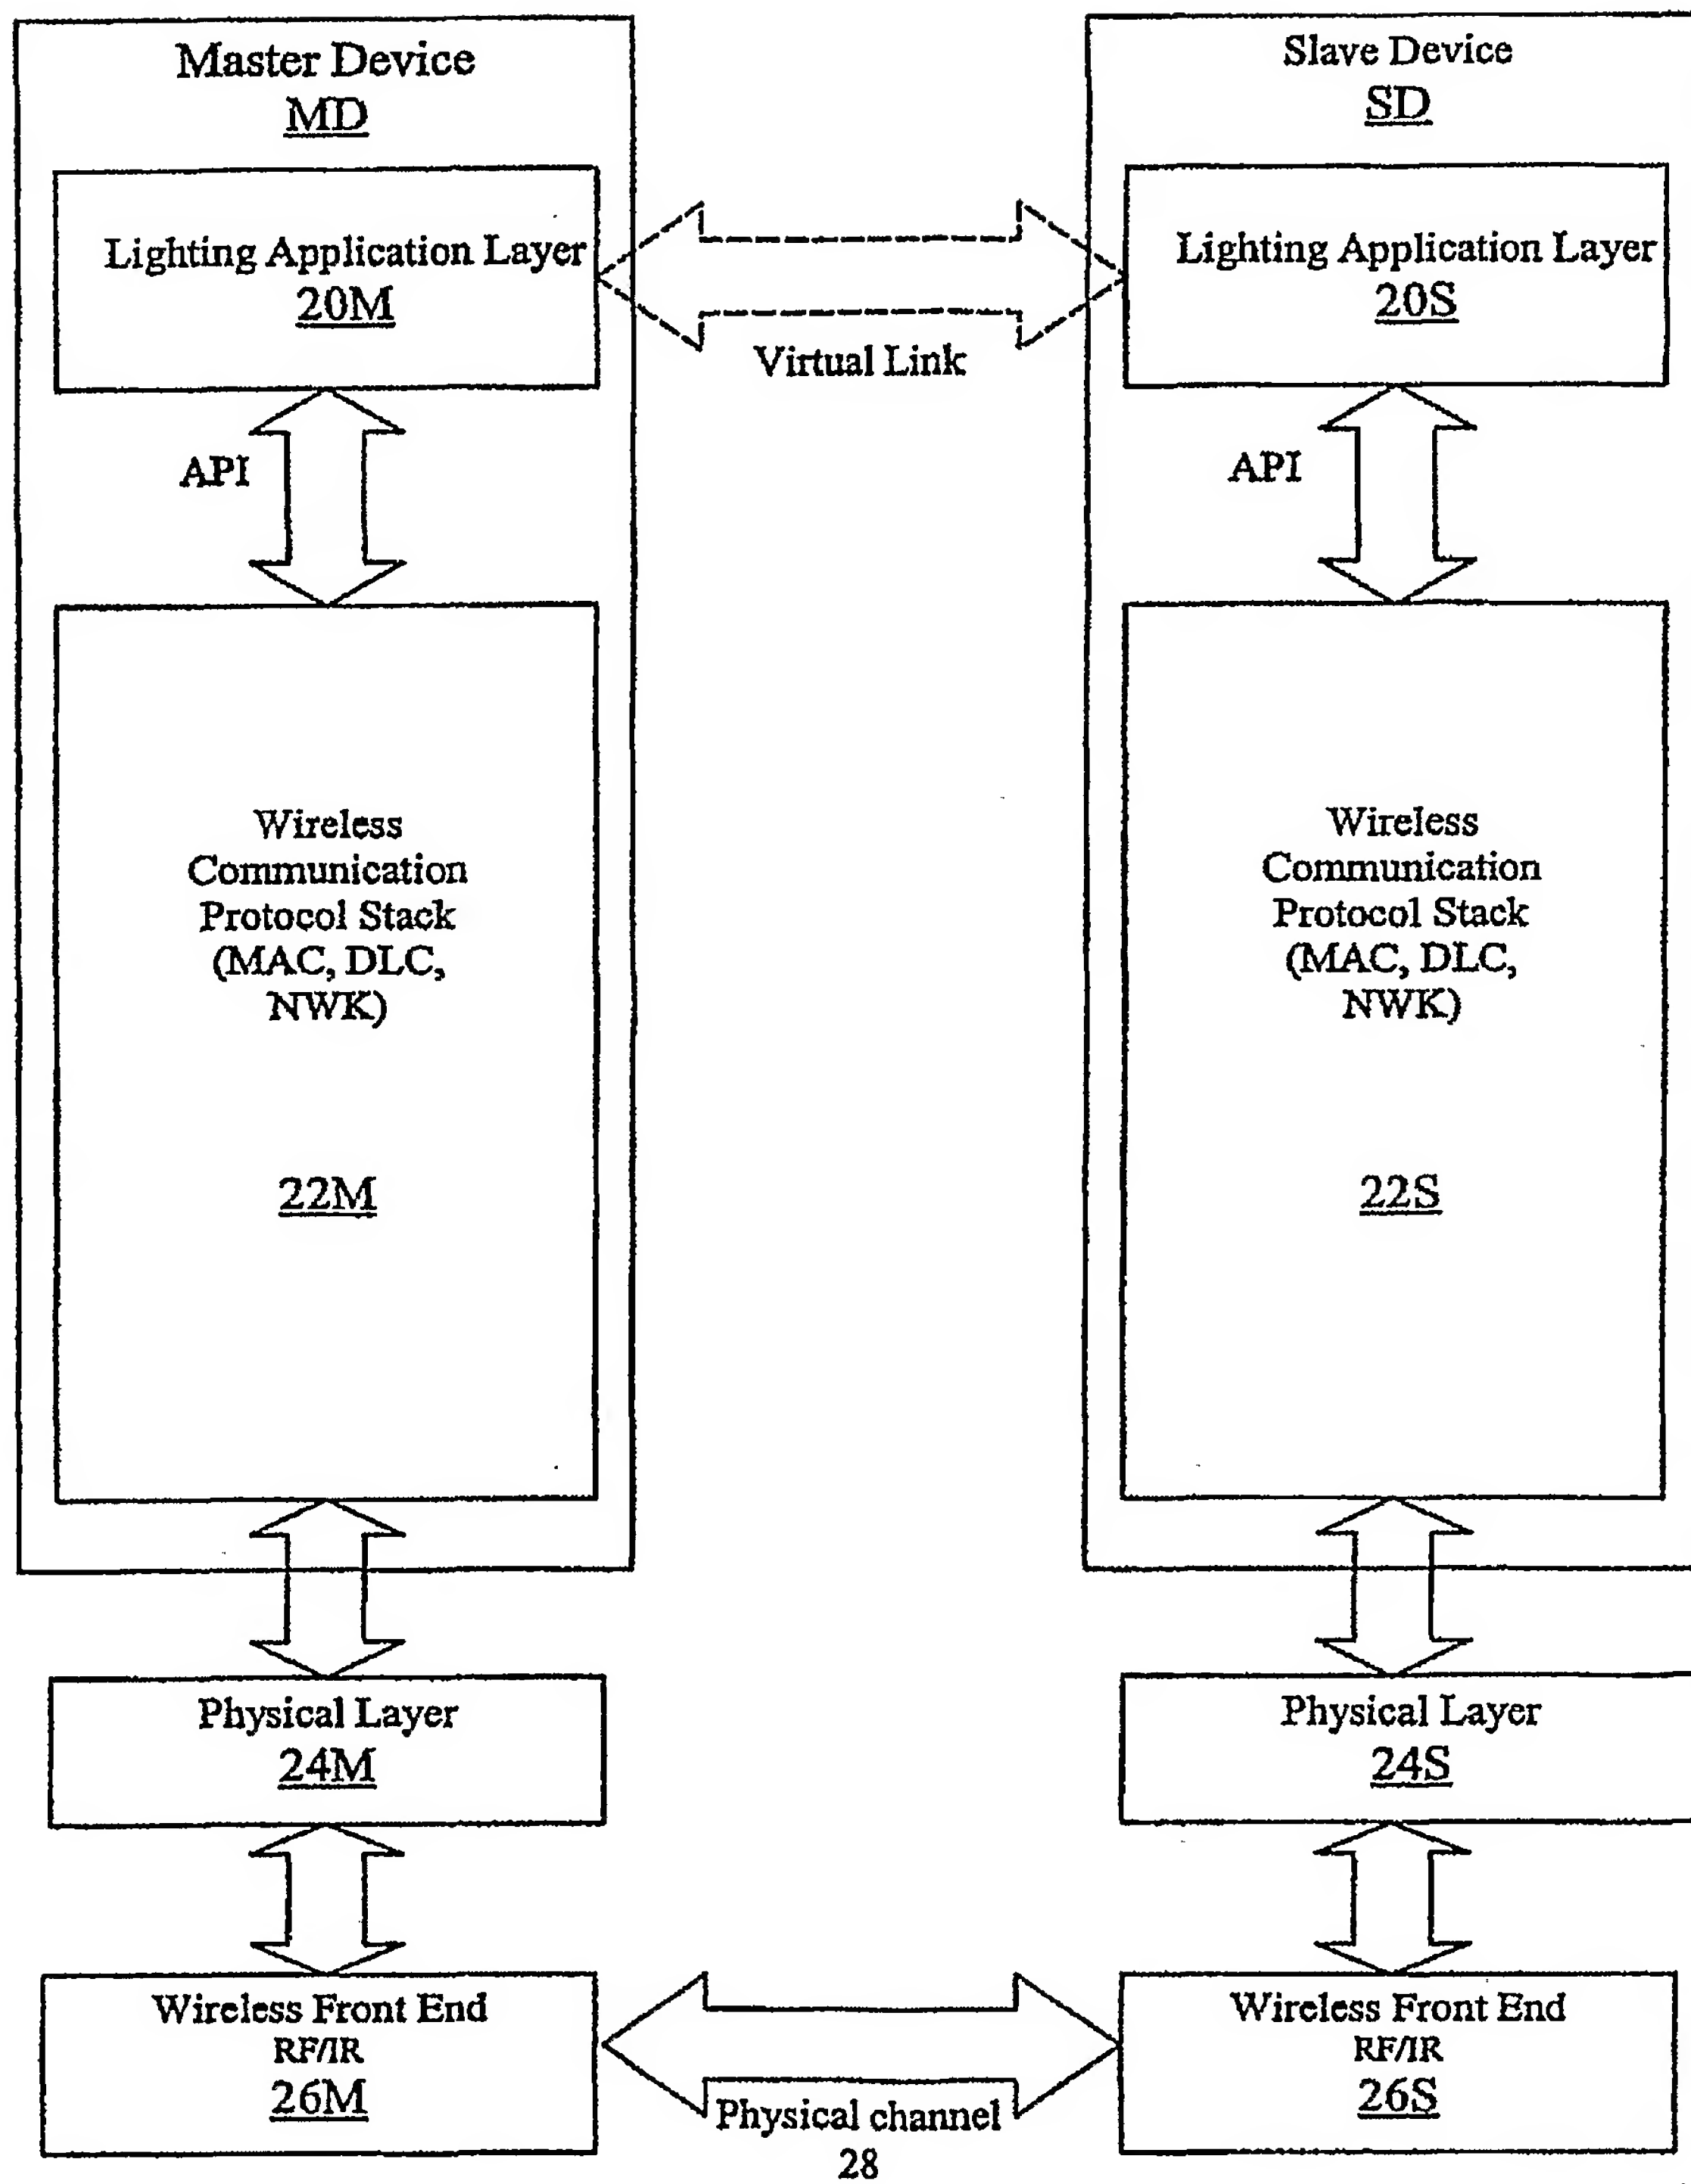 Master Device
MD
Lighting Application Layer
20M
API
Wireless
Communication
Protocol Stack
(MAC, DLC,
NWK)
22M
Physical Layer
24M
Wireless Front End
RF/IR
26M
Virtual Link
Physical channel
28
Slave Device
SD
Lighting Application Layer
20S
API
Wireless
Communication
Protocol Stack
(MAC, DLC,
NWK)
22S
Physical Layer
24S
Wireless Front End
RF/IR
26S